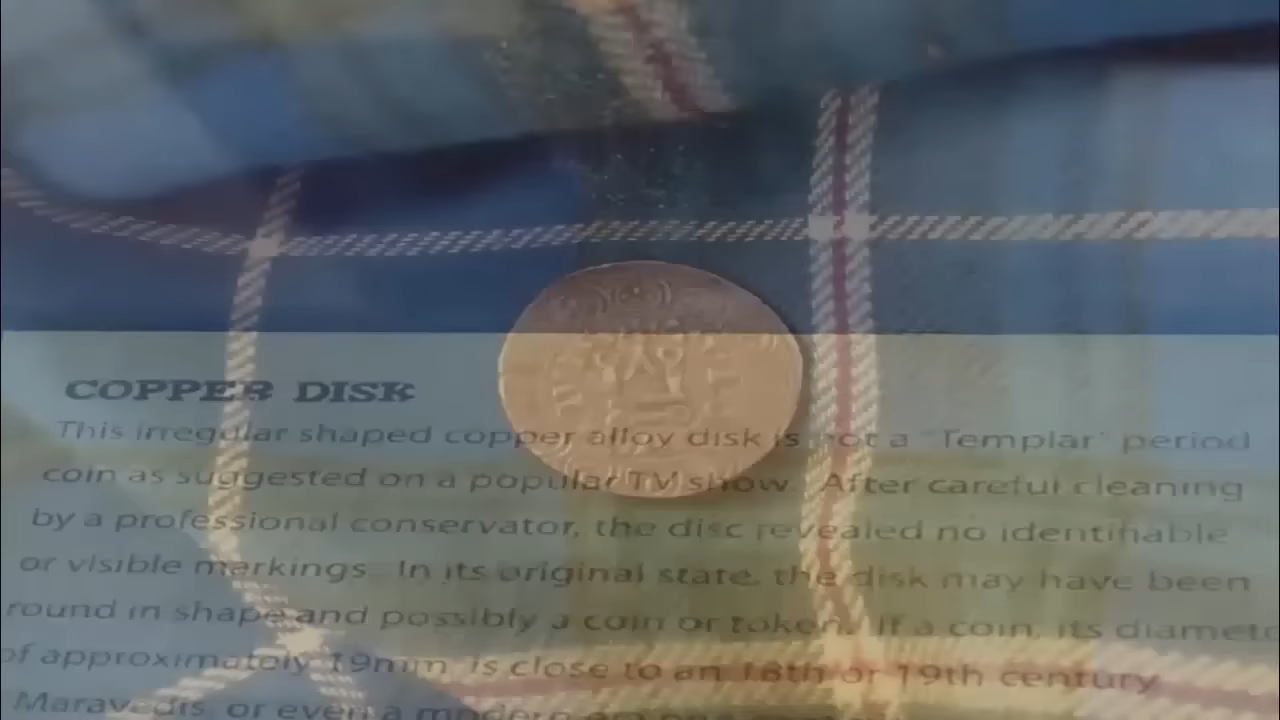 COPPER DISK
This irregular shaped copper alloy disk is not a "Templar" period
coin as suggested on a popular TV show. After careful cleaning
by a professional conservator, the disc revealed no identifiable
or visible markings. In its original state, the disk may have been
round in shape and possibly a coin or token. If a coin, its diamet
of approximately 19mm is close to an 18th or 19th century
Maravedis, or even a modern